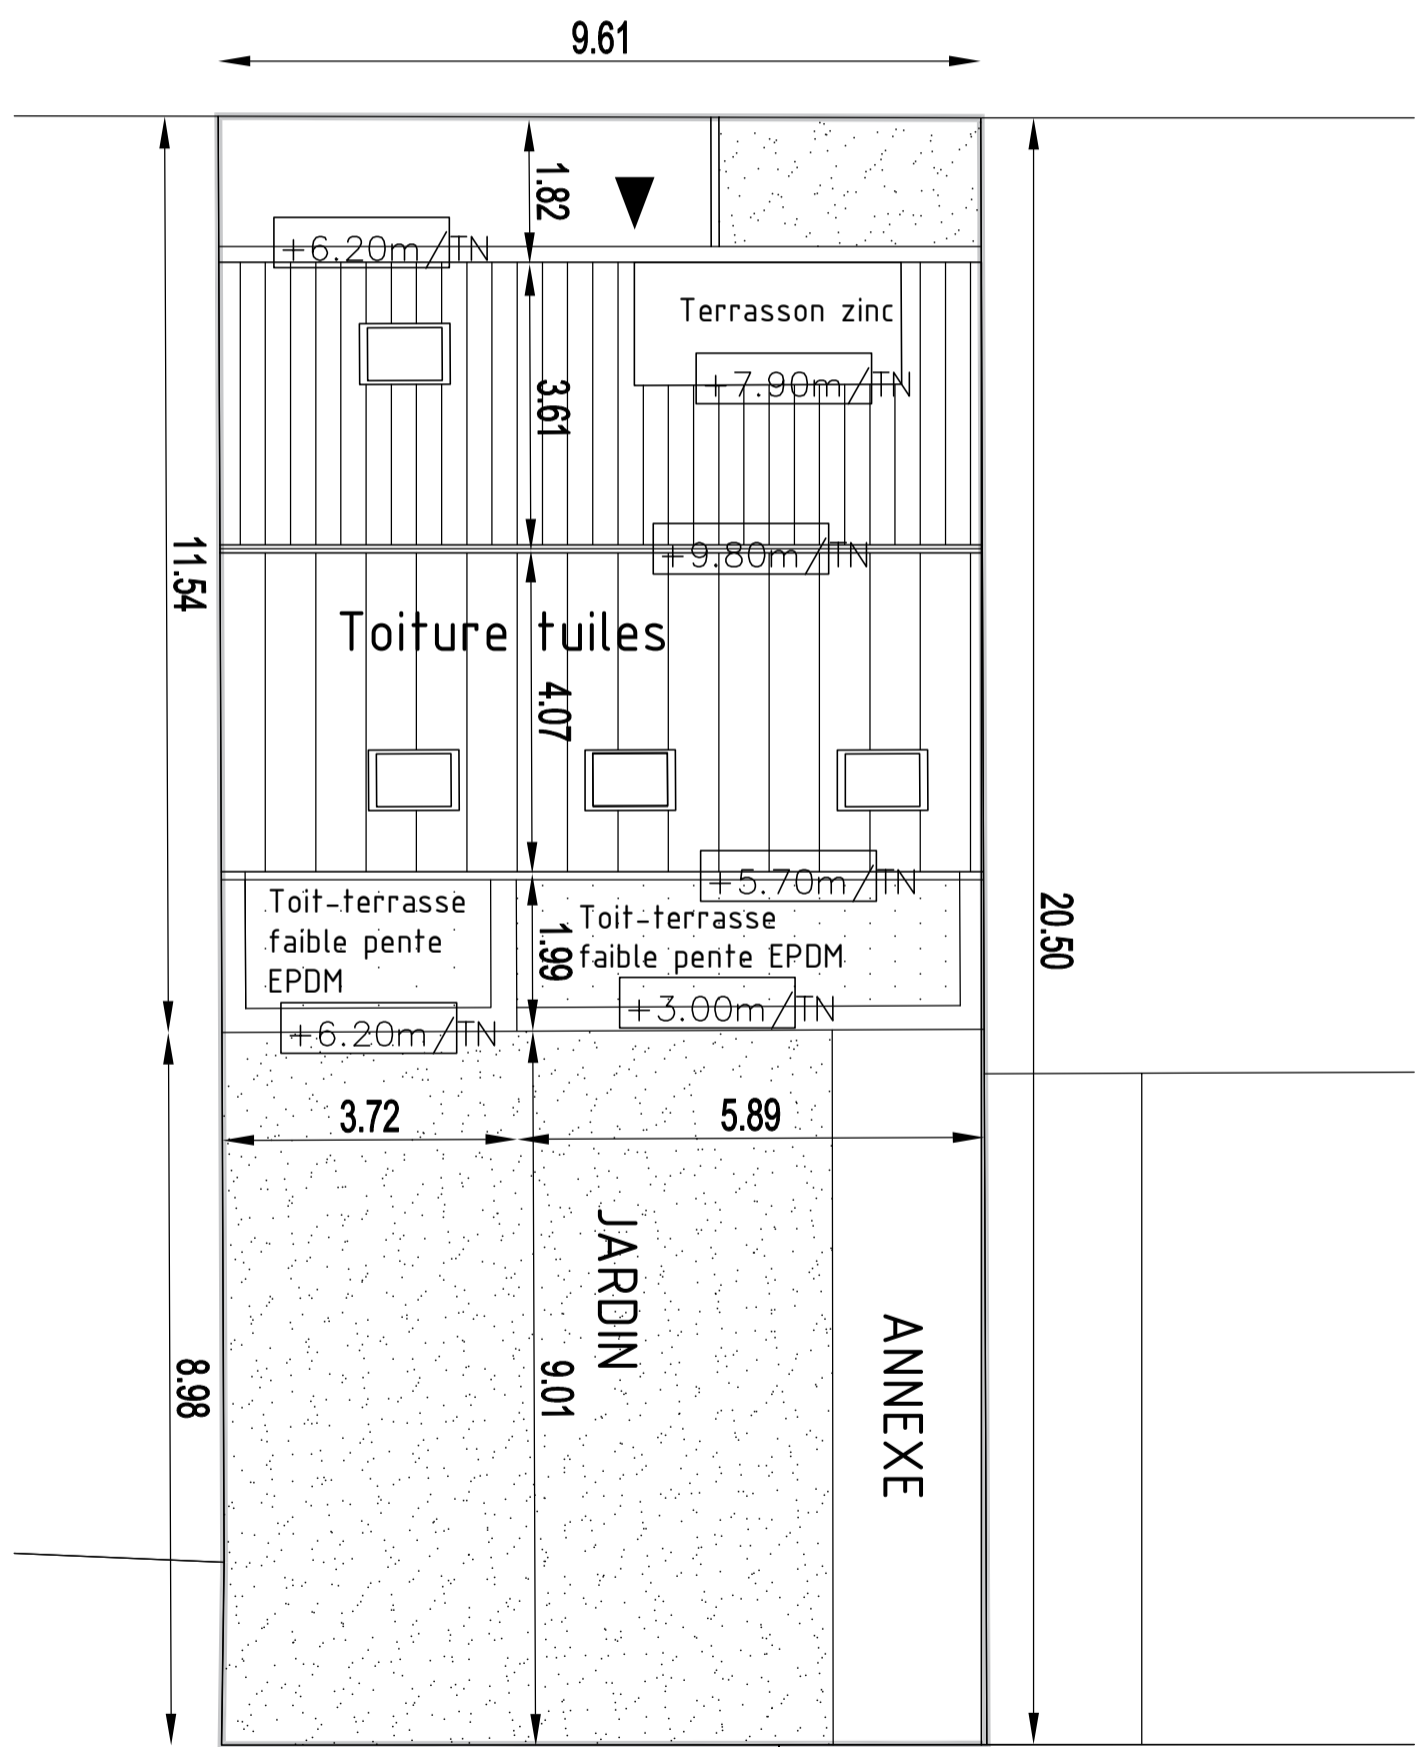 9.61
1.82
+6.20m/TN
Terrasson zinc
+7.90m/TN
3.61
+9.80m/TN
11.54
Toiture tuiles
4.07
+5.70m/TN
Toit-terrasse
faible pente
EPDM
+6.20m/TN
1.99
Toit-terrasse
faible pente EPDM
+3.00m/TN
20.50
3.72
5.89
JARDIN
ANNEXE
8.98
9.01